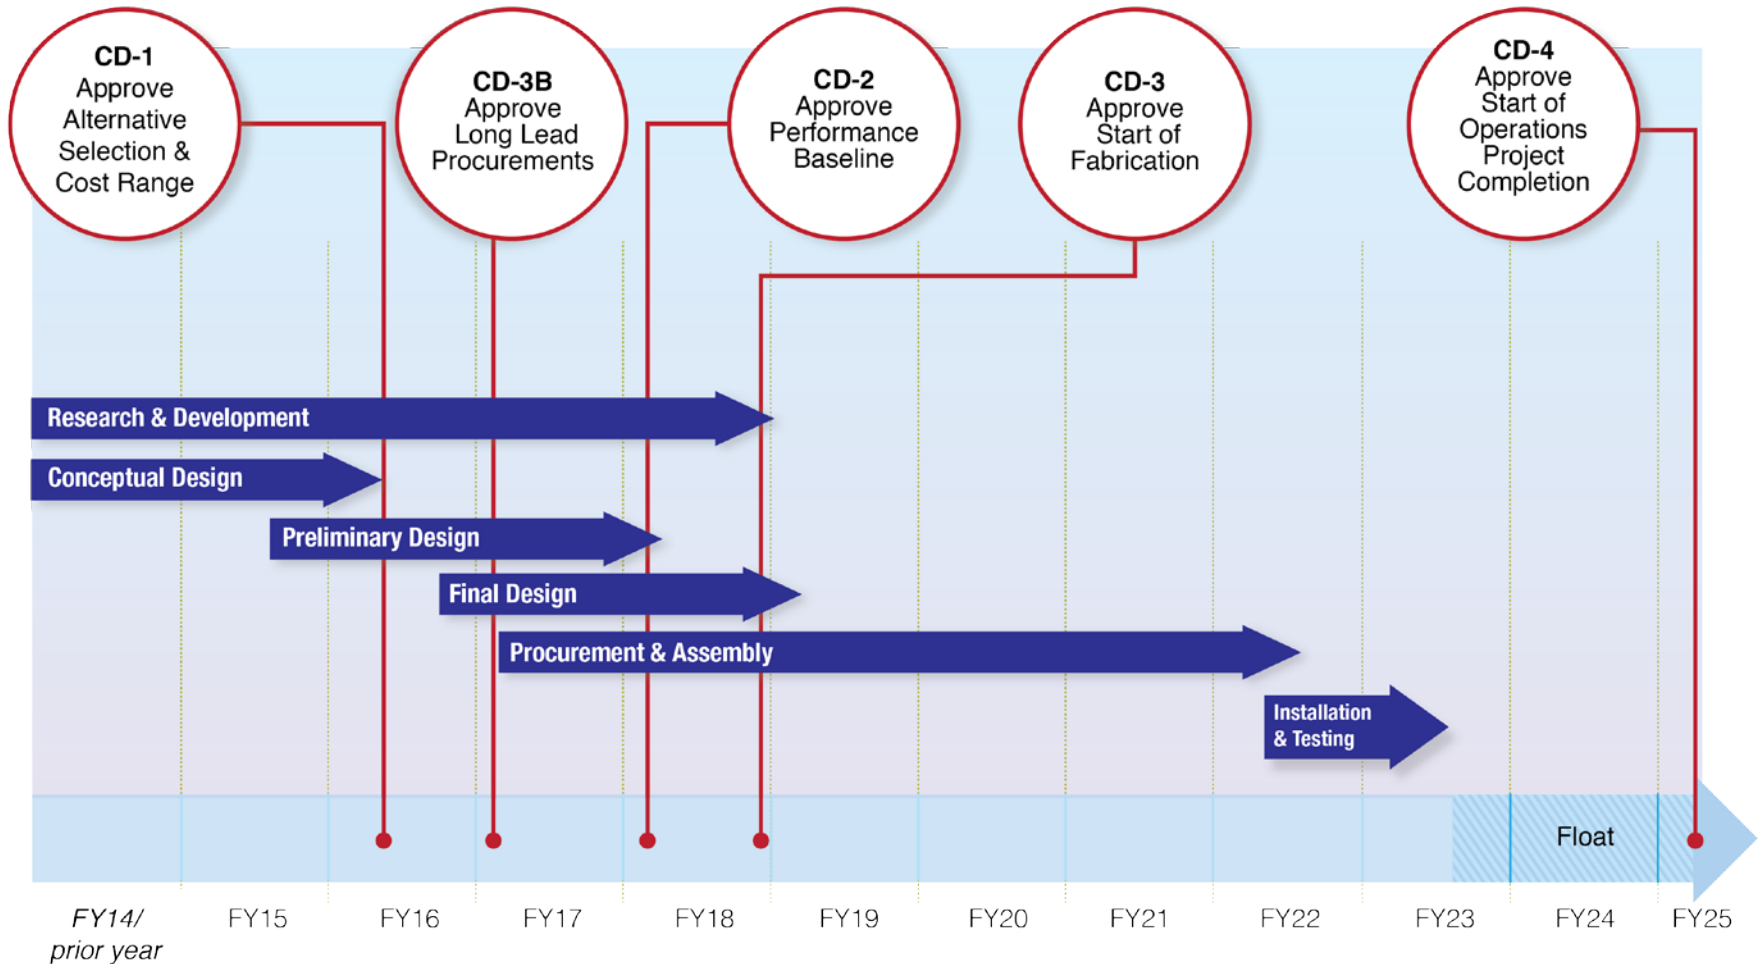 CD-1
Approve
Alternative
Selection &
Cost Range
CD-3B
Approve
Long Lead
Procurements
CD-2
Approve
Performance
Baseline
CD-3
Approve
Start of
Fabrication
CD-4
Approve
Start of
Operations
Project
Completion
Research & Development
Conceptual Design
Preliminary Design
Final Design
Procurement & Assembly
Installation
& Testing
Float
FY14/
prior year
FY15
FY16
FY17
FY18
FY19
FY20
FY21
FY22
FY23
FY24
FY25